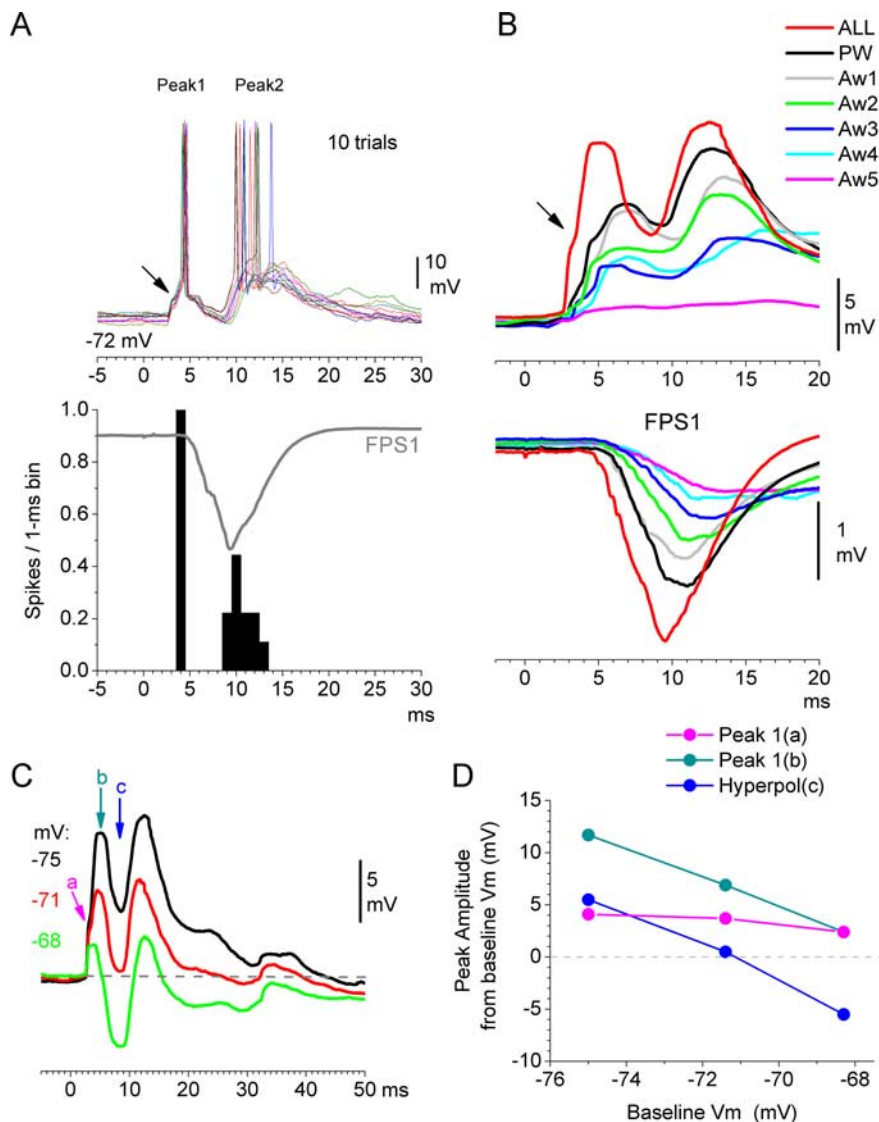 A
Peak1 Peak2
10 trials
10
mV
-72 mV
-5 0 5 10 15 20 25 30
1.0
0.8
0.6
0.4
0.2
0.0
Spikes / 1-ms bin
FPS1
-5 0 5 10 15 20 25 30
ms
B
ALL
PW
Aw1
Aw2
Aw3
Aw4
Aw5
5
mV
0 5 10 15 20
FPS1
1
mV
0 5 10 15 20
ms
C
b
c
mV:
-75
a
-71
-68
5
mV
0 10 20 30 40 50 ms
D
Peak 1(a)
Peak 1(b)
Hyperpol(c)
15
10
5
0
-5
-10
Peak Amplitude
from baseline Vm (mV)
-76 -74 -72 -70 -68
Baseline Vm (mV)